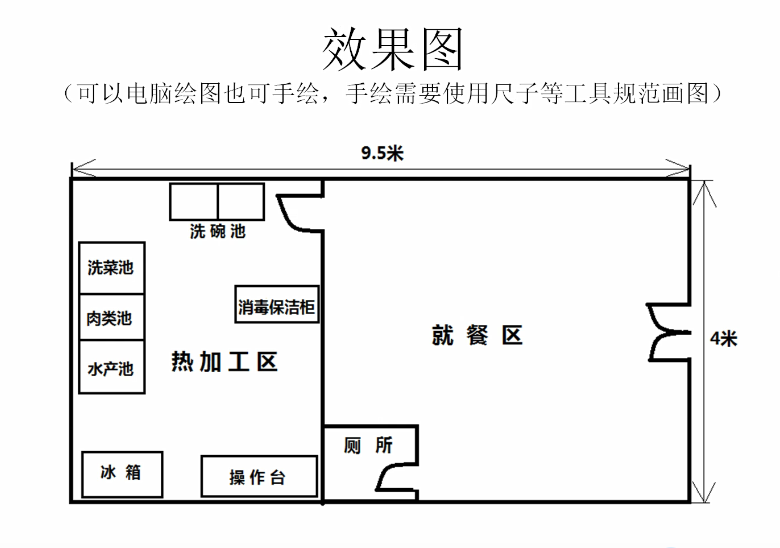 效果图
（可以电脑绘图也可手绘，手绘需要使用尺子等工具规范画图）
9.5米
洗碗池
洗菜池
肉类池
水产池
消毒保洁柜
热加工区
就餐区
4米
厕所
冰箱
操作台